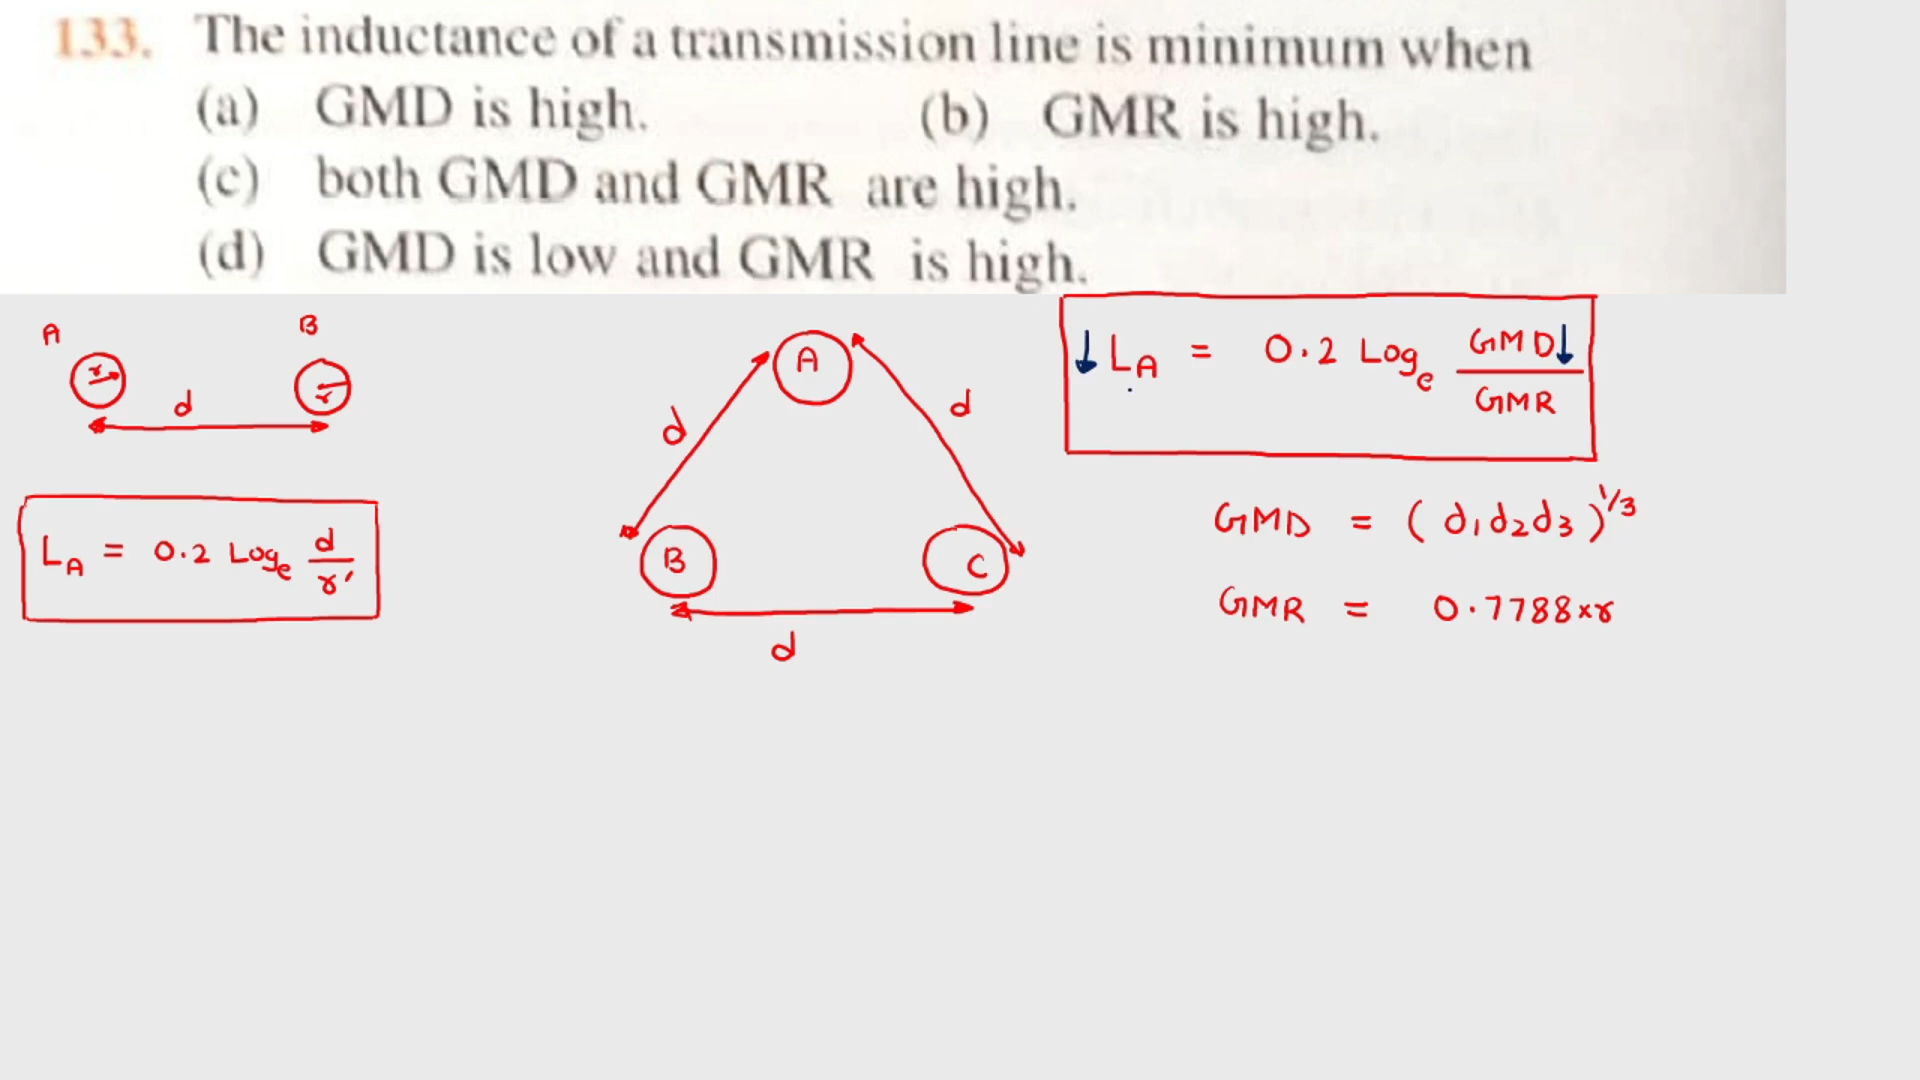 133. The inductance of a transmission line is minimum when
(a) GMD is high. (b) GMR is high.
(c) both GMD and GMR are high.
(d) GMD is low and GMR is high.
A B
r r
d
L_A = 0.2 Log_e d/r'
A
d d
B C
d
↓ L_A = 0.2 Log_e GMD↓/GMR
GMD = (d₁d₂d₃)^1/3
GMR = 0.7788×r